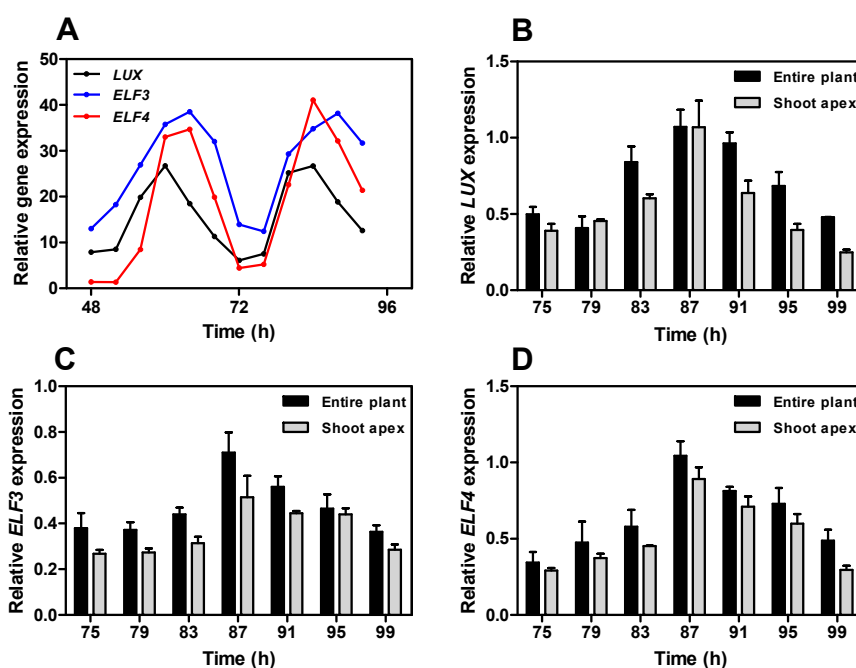 A
Relative gene expression
50
40
30
20
10
0
LUX
ELF3
ELF4
48
72
96
Time (h)
B
Relative LUX expression
1.5
1.0
0.5
0.0
Entire plant
Shoot apex
75 79 83 87 91 95 99
Time (h)
C
Relative ELF3 expression
1.0
0.8
0.6
0.4
0.2
0.0
Entire plant
Shoot apex
75 79 83 87 91 95 99
Time (h)
D
Relative ELF4 expression
1.5
1.0
0.5
0.0
Entire plant
Shoot apex
75 79 83 87 91 95 99
Time (h)